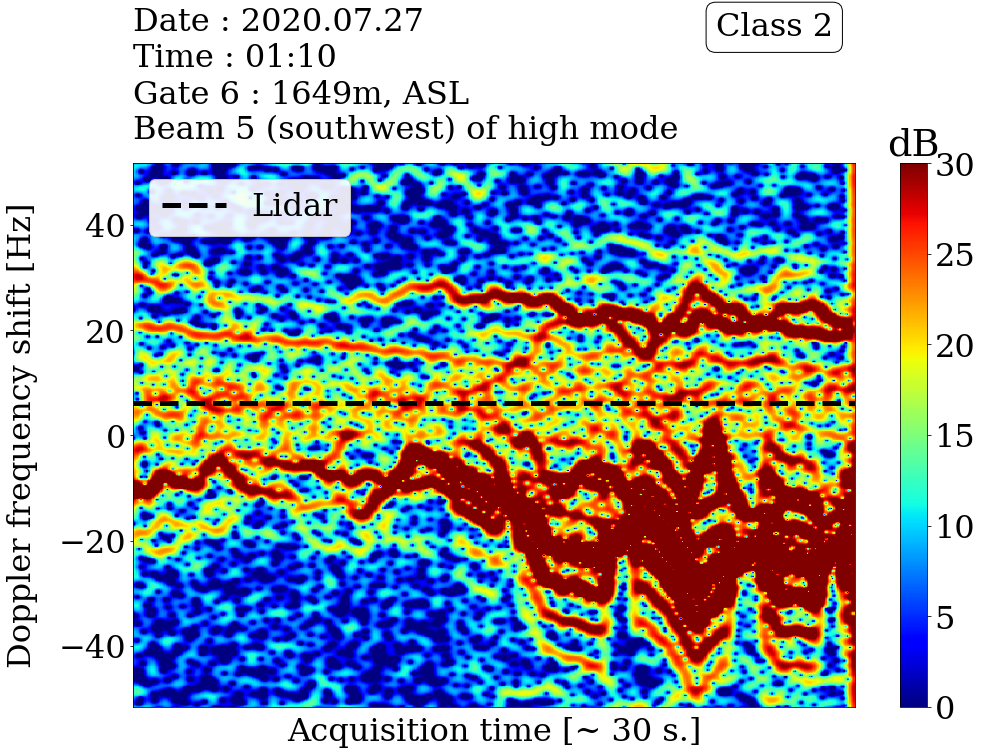 Date : 2020.07.27
Time : 01:10
Gate 6 : 1649m, ASL
Beam 5 (southwest) of high mode
Class 2
dB
Lidar
Doppler frequency shift [Hz]
40
20
0
−20
−40
Acquisition time [~ 30 s.]
30
25
20
15
10
5
0